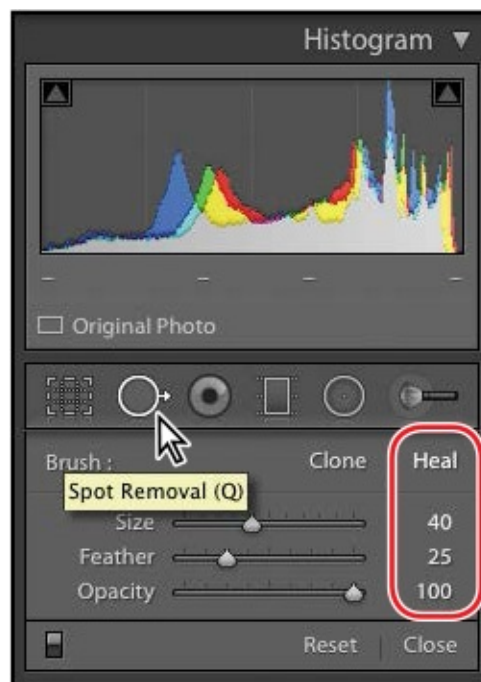 Histogram
Original Photo
Brush : Clone Heal
Spot Removal (Q)
Size 40
Feather 25
Opacity 100
Reset Close